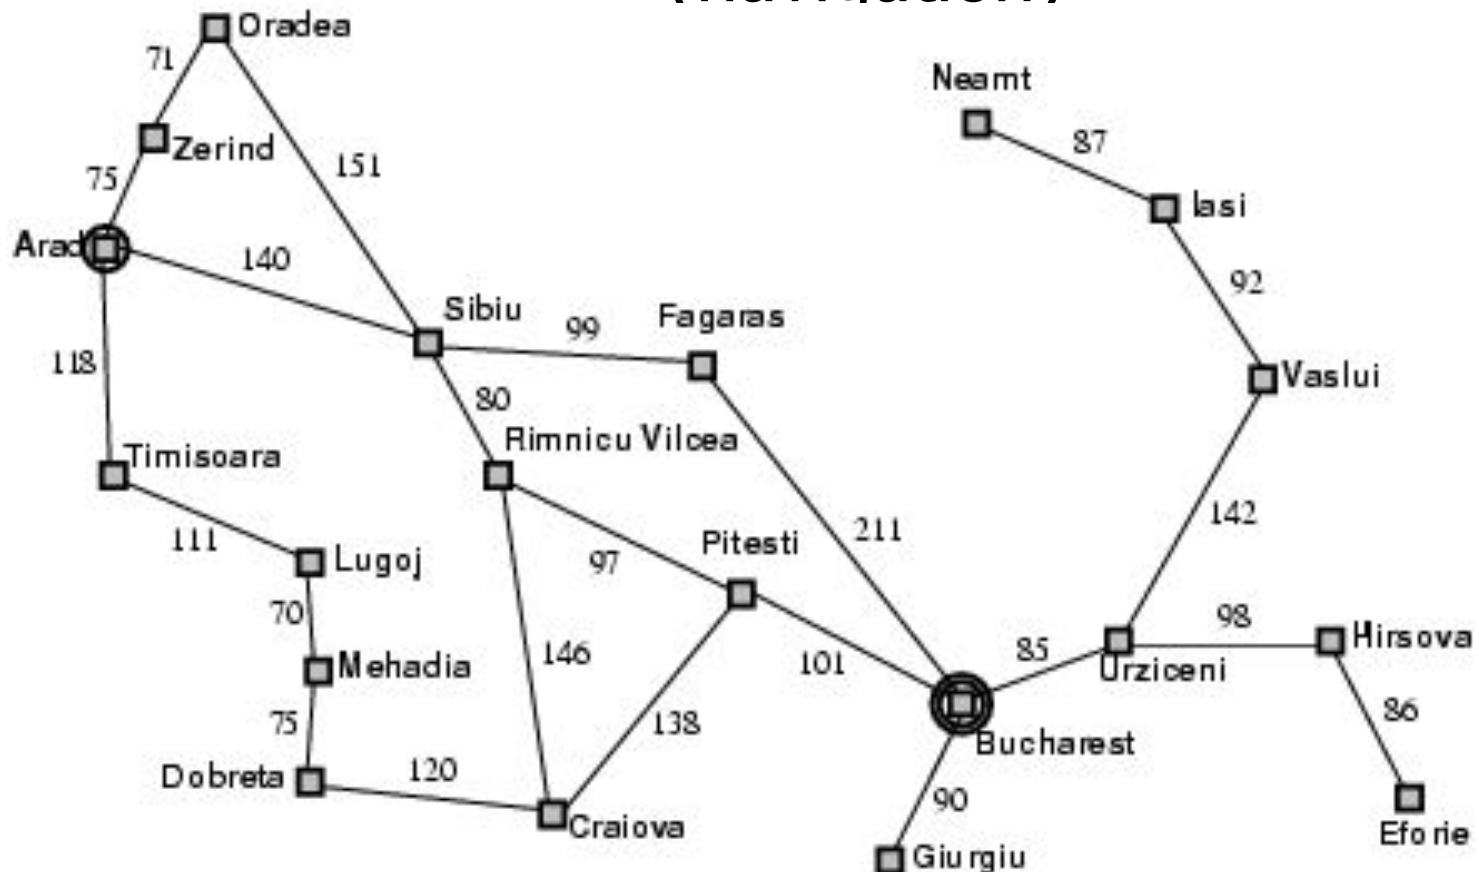 Oradea
71
Neamt
Zerind
87
151
75
Iasi
Arad
140
92
Sibiu
99
Fagaras
118
Vaslui
80
Rimnicu Vilcea
Timisoara
142
111
211
Lugoj
97
Pitesti
70
98
Hirsova
146
101
85
Mehadia
Urziceni
138
86
75
Bucharest
Dobreta
120
90
Craiova
Eforie
Giurgiu